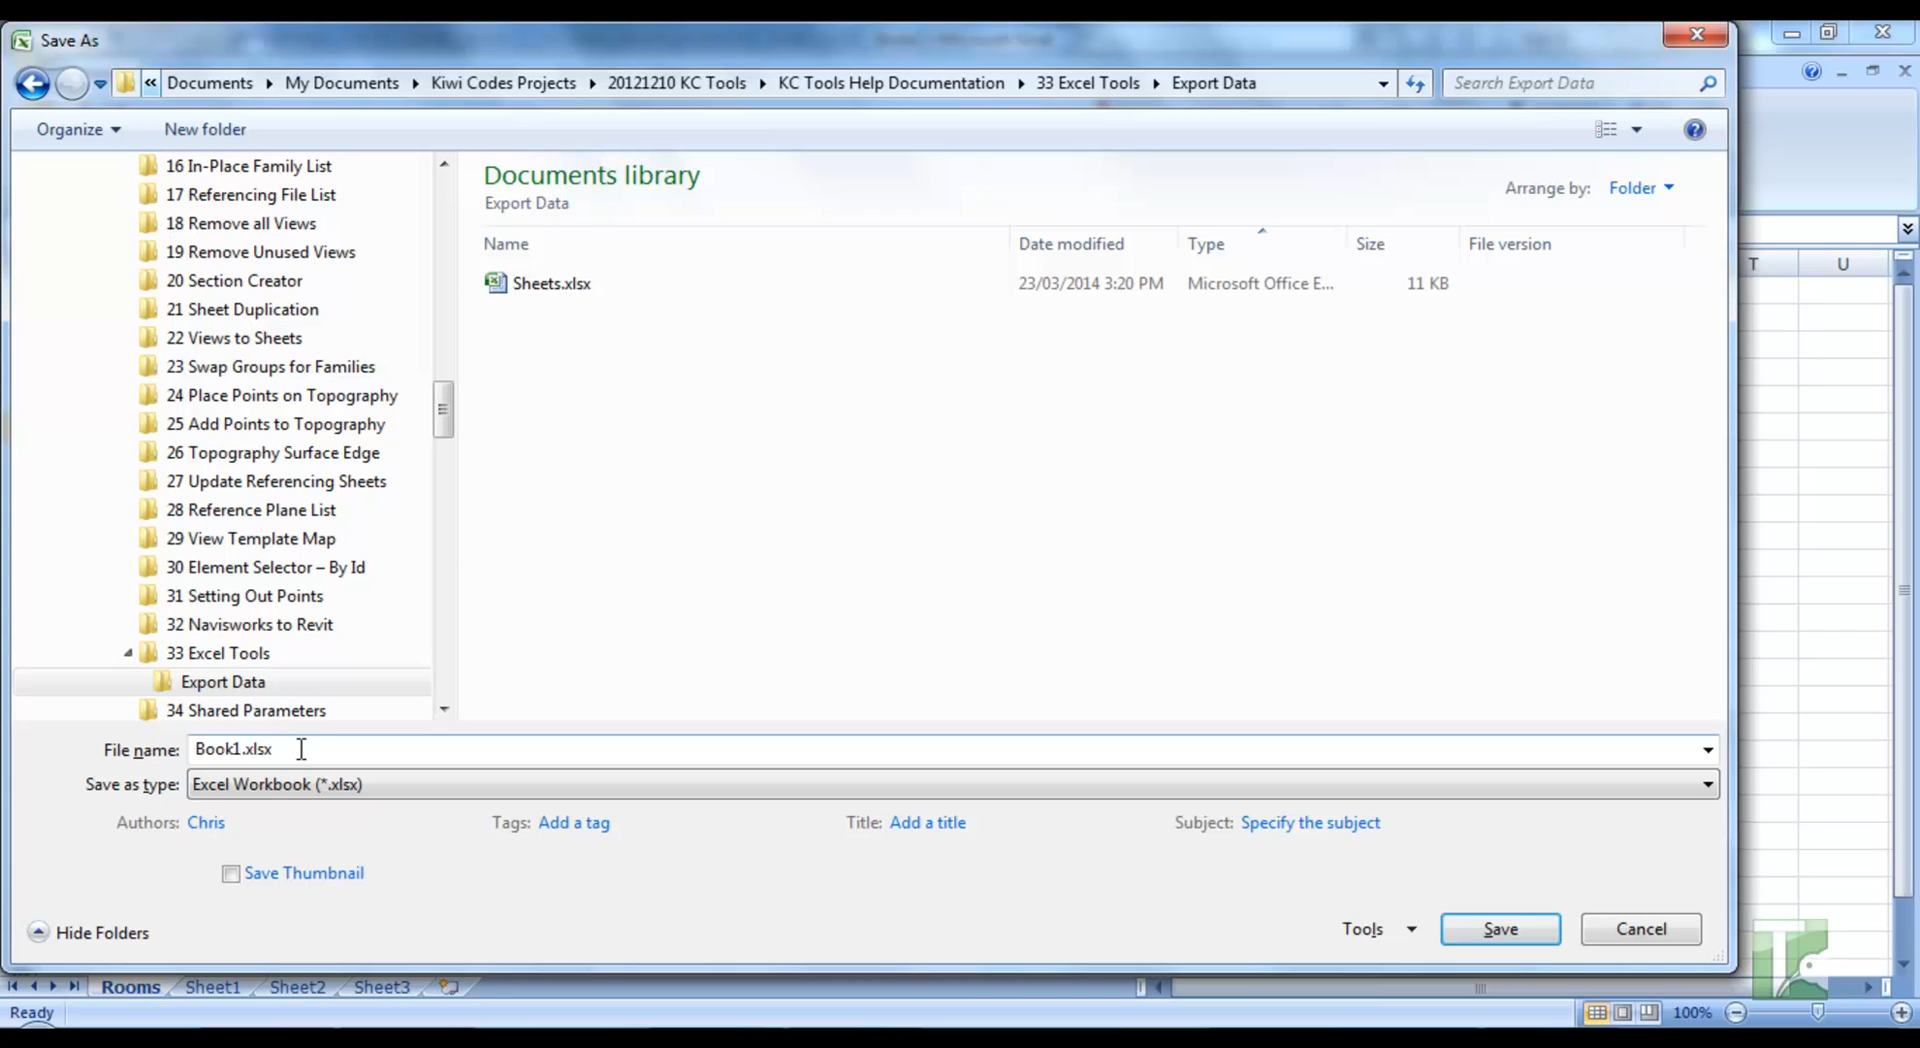 Save As
« Documents My Documents Kiwi Codes Projects 20121210 KC Tools KC Tools Help Documentation 33 Excel Tools Export Data Search Export Data
Organize New folder
16 In-Place Family List
17 Referencing File List
18 Remove all Views
19 Remove Unused Views
20 Section Creator
21 Sheet Duplication
22 Views to Sheets
23 Swap Groups for Families
24 Place Points on Topography
25 Add Points to Topography
26 Topography Surface Edge
27 Update Referencing Sheets
28 Reference Plane List
29 View Template Map
30 Element Selector – By Id
31 Setting Out Points
32 Navisworks to Revit
33 Excel Tools
Export Data
34 Shared Parameters
Documents library
Export Data
Arrange by: Folder
Name Date modified Type Size File version
Sheets.xlsx 23/03/2014 3:20 PM Microsoft Office E... 11 KB
T U
File name: Book1.xlsx
Save as type: Excel Workbook (*.xlsx)
Authors: Chris Tags: Add a tag Title: Add a title Subject: Specify the subject
Save Thumbnail
Hide Folders Tools Save Cancel
Rooms Sheet1 Sheet2 Sheet3
Ready 100%